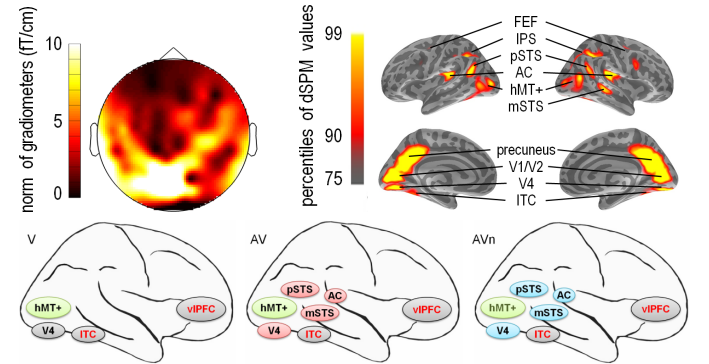 norm of gradiometers (fT/cm)
10
5
0
percentiles of dSPM values
99
90
75
FEF
IPS
pSTS
AC
hMT+
mSTS
precuneus
V1/V2
V4
ITC
V
hMT+
V4
ITC
vlPFC
AV
pSTS
AC
hMT+
mSTS
V4
ITC
vlPFC
AVn
pSTS
AC
hMT+
mSTS
V4
ITC
vlPFC